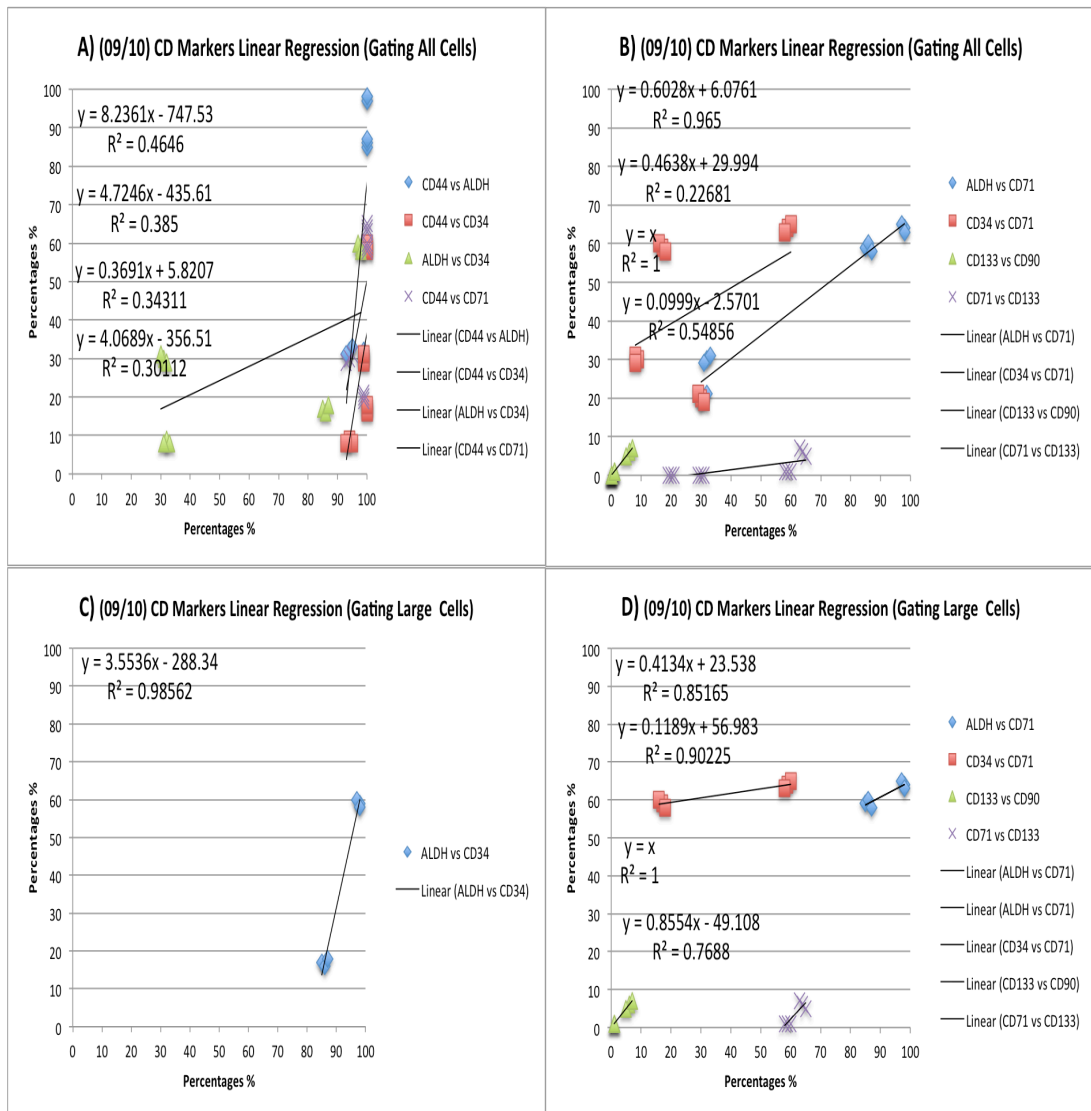 A) (09/10) CD Markers Linear Regression (Gating All Cells)
Percentages %
100
90
80
70
60
50
40
30
20
10
0
y = 8.2361x - 747.53
R² = 0.4646
y = 4.7246x - 435.61
R² = 0.385
y = 0.3691x + 5.8207
R² = 0.34311
y = 4.0689x - 356.51
R² = 0.30112
0 10 20 30 40 50 60 70 80 90 100
Percentages %
CD44 vs ALDH
CD44 vs CD34
ALDH vs CD34
CD44 vs CD71
Linear (CD44 vs ALDH)
Linear (CD44 vs CD34)
Linear (ALDH vs CD34)
Linear (CD44 vs CD71)
B) (09/10) CD Markers Linear Regression (Gating All Cells)
Percentages %
100
90
80
70
60
50
40
30
20
10
0
y = 0.6028x + 6.0761
R² = 0.965
y = 0.4638x + 29.994
R² = 0.22681
y = x
R² = 1
y = 0.0999x - 2.5701
R² = 0.54856
0 10 20 30 40 50 60 70 80 90 100
Percentages %
ALDH vs CD71
CD34 vs CD71
CD133 vs CD90
CD71 vs CD133
Linear (ALDH vs CD71)
Linear (CD34 vs CD71)
Linear (CD133 vs CD90)
Linear (CD71 vs CD133)
C) (09/10) CD Markers Linear Regression (Gating Large Cells)
Percentages %
100
90
80
70
60
50
40
30
20
10
0
y = 3.5536x - 288.34
R² = 0.98562
0 10 20 30 40 50 60 70 80 90 100
Percentages %
ALDH vs CD34
Linear (ALDH vs CD34)
D) (09/10) CD Markers Linear Regression (Gating Large Cells)
Percentages %
100
90
80
70
60
50
40
30
20
10
0
y = 0.4134x + 23.538
R² = 0.85165
y = 0.1189x + 56.983
R² = 0.90225
y = x
R² = 1
y = 0.8554x - 49.108
R² = 0.7688
0 10 20 30 40 50 60 70 80 90 100
Percentages %
ALDH vs CD71
CD34 vs CD71
CD133 vs CD90
CD71 vs CD133
Linear (ALDH vs CD71)
Linear (ALDH vs CD71)
Linear (CD34 vs CD71)
Linear (CD133 vs CD90)
Linear (CD71 vs CD133)